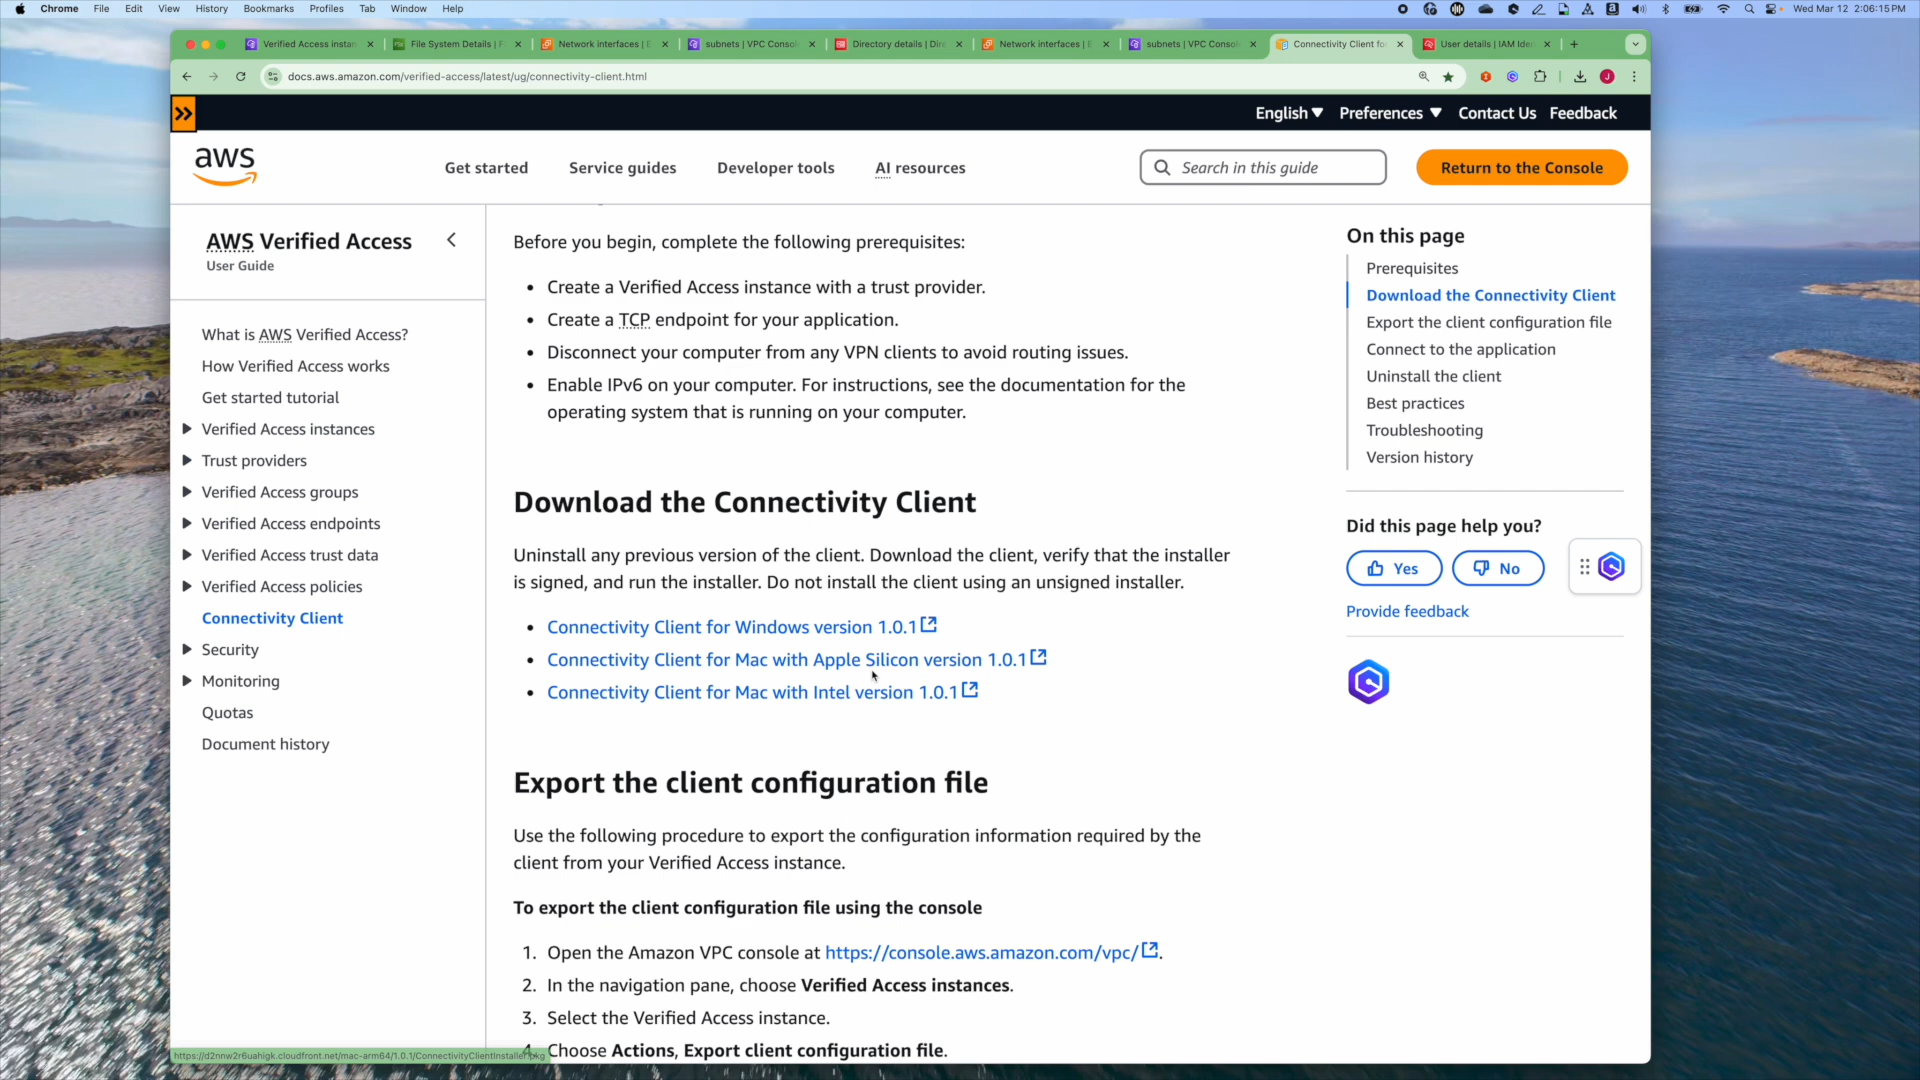 Chrome File Edit View History Bookmarks Profiles Tab Window Help
Wed Mar 12 2:06:15 PM
Verified Access instan
File System Details | F
Network interfaces | E
subnets | VPC Consol
Directory details | Dire
Network interfaces | E
subnets | VPC Consol
Connectivity Client fo
User details | IAM Ide
docs.aws.amazon.com/verified-access/latest/ug/connectivity-client.html
J
English Preferences Contact Us Feedback
aws
Get started Service guides Developer tools AI resources
Search in this guide
Return to the Console
AWS Verified Access
User Guide
What is AWS Verified Access?
How Verified Access works
Get started tutorial
Verified Access instances
Trust providers
Verified Access groups
Verified Access endpoints
Verified Access trust data
Verified Access policies
Connectivity Client
Security
Monitoring
Quotas
Document history
Before you begin, complete the following prerequisites:
• Create a Verified Access instance with a trust provider.
• Create a TCP endpoint for your application.
• Disconnect your computer from any VPN clients to avoid routing issues.
• Enable IPv6 on your computer. For instructions, see the documentation for the
operating system that is running on your computer.
Download the Connectivity Client
Uninstall any previous version of the client. Download the client, verify that the installer
is signed, and run the installer. Do not install the client using an unsigned installer.
• Connectivity Client for Windows version 1.0.1
• Connectivity Client for Mac with Apple Silicon version 1.0.1
• Connectivity Client for Mac with Intel version 1.0.1
Export the client configuration file
Use the following procedure to export the configuration information required by the
client from your Verified Access instance.
To export the client configuration file using the console
1. Open the Amazon VPC console at https://console.aws.amazon.com/vpc/.
2. In the navigation pane, choose Verified Access instances.
3. Select the Verified Access instance.
4. Choose Actions, Export client configuration file.
On this page
Prerequisites
Download the Connectivity Client
Export the client configuration file
Connect to the application
Uninstall the client
Best practices
Troubleshooting
Version history
Did this page help you?
Yes No
Provide feedback
https://d2nnw2r6uahigk.cloudfront.net/mac-arm64/1.0.1/ConnectivityClientInstaller.pkg